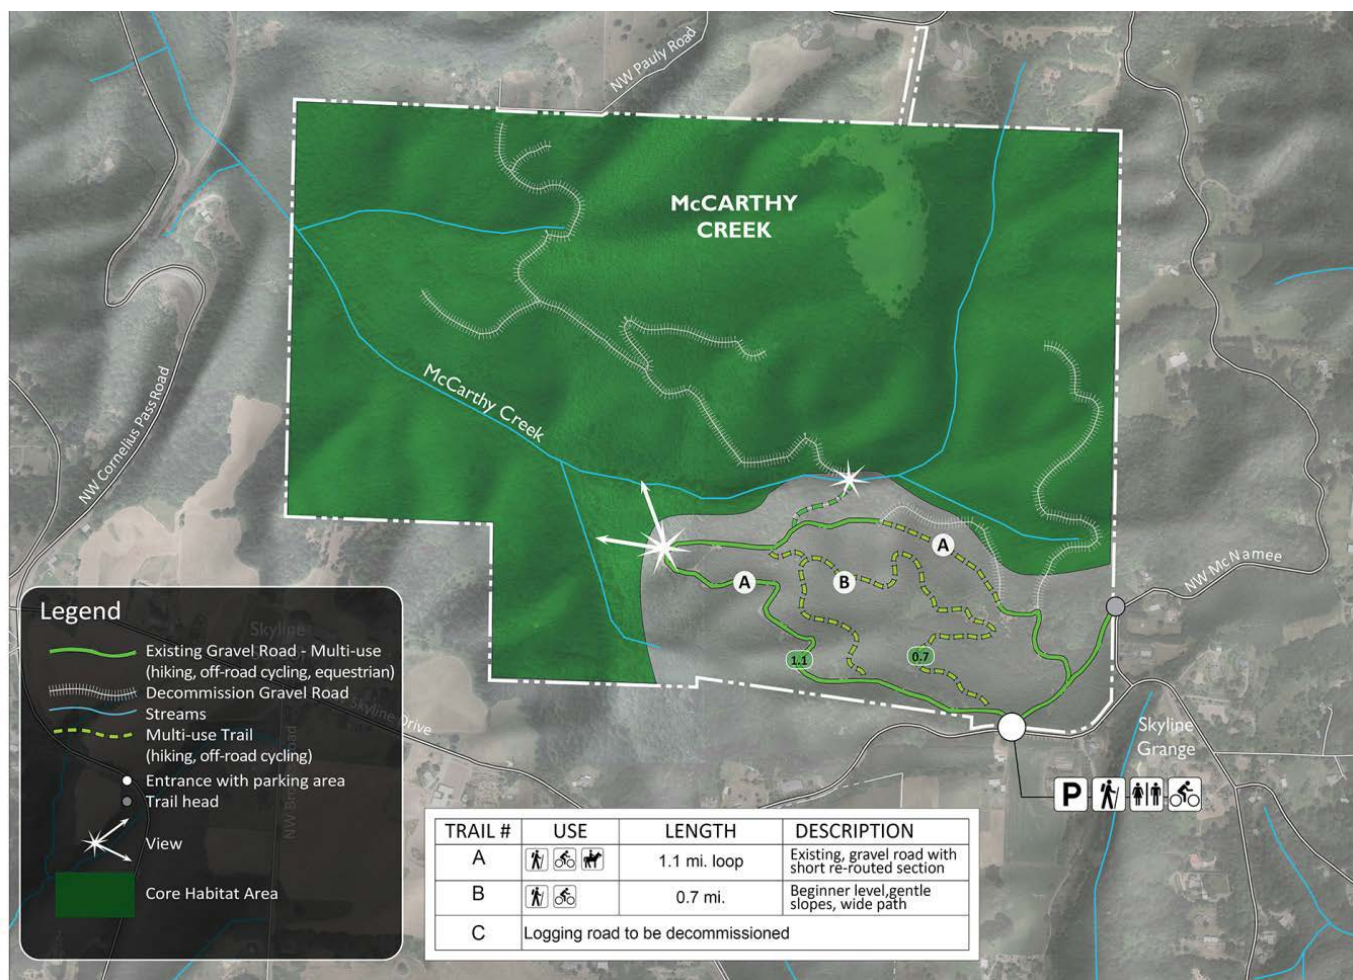 NW Pauly Road
McCARTHY
CREEK
McCarthy Creek
NW Cornelius PassRoad
A
A
B
NW McNamee
1.1
0.7
Skyline
Grange
P
Legend
Existing Gravel Road - Multi-use
(hiking, off-road cycling, equestrian)
Decommission Gravel Road
Streams
Multi-use Trail
(hiking, off-road cycling)
Entrance with parking area
Trail head
View
Core Habitat Area
Skyline
Skyline Drive
TRAIL # USE LENGTH DESCRIPTION
A 1.1 mi. loop Existing, gravel road with
short re-routed section
B 0.7 mi. Beginner level,gentle
slopes, wide path
C Logging road to be decommissioned